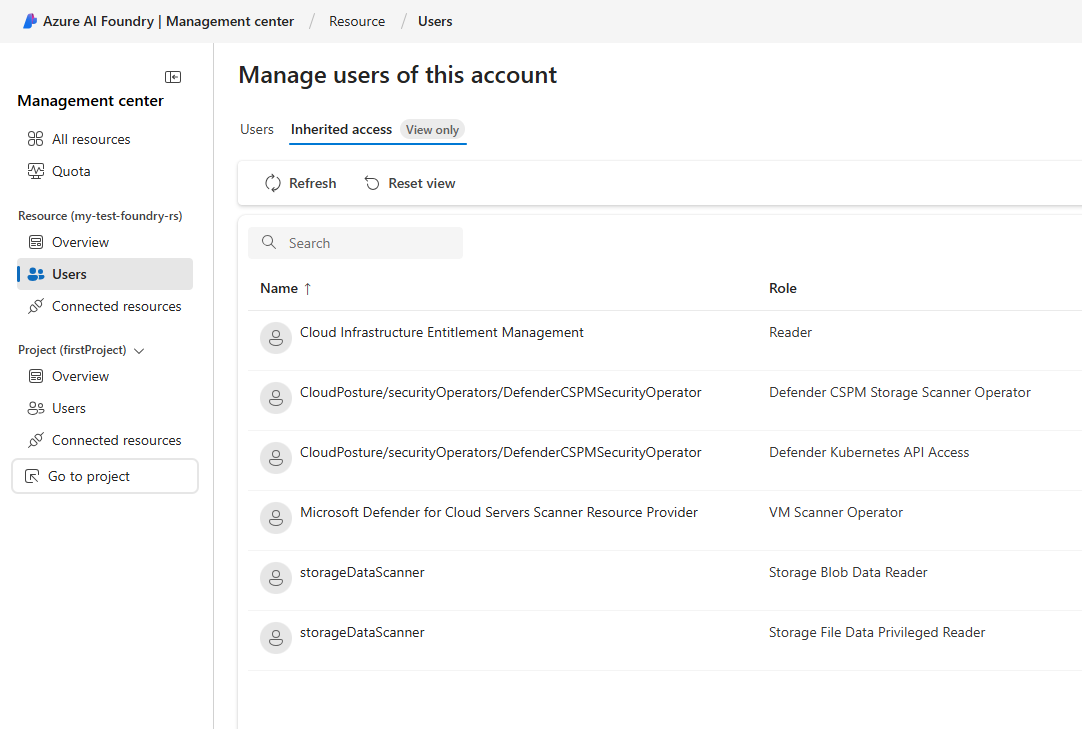 Azure AI Foundry | Management center / Resource / Users
Management center
All resources
Quota
Resource (my-test-foundry-rs)
Overview
Users
Connected resources
Project (firstProject)
Overview
Users
Connected resources
Go to project
Manage users of this account
Users Inherited access View only
Refresh Reset view
Search
Name ↑ Role
Cloud Infrastructure Entitlement Management Reader
CloudPosture/securityOperators/DefenderCSPMSecurityOperator Defender CSPM Storage Scanner Operator
CloudPosture/securityOperators/DefenderCSPMSecurityOperator Defender Kubernetes API Access
Microsoft Defender for Cloud Servers Scanner Resource Provider VM Scanner Operator
storageDataScanner Storage Blob Data Reader
storageDataScanner Storage File Data Privileged Reader